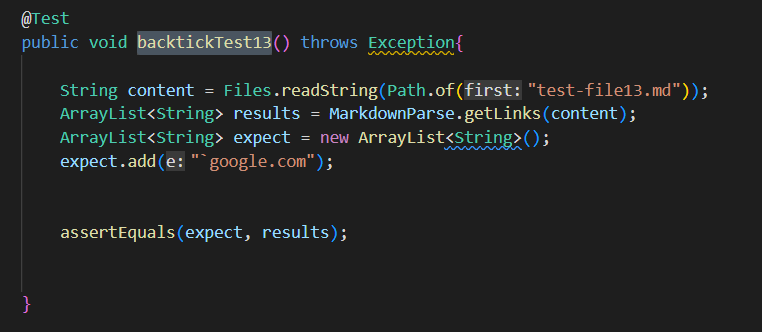 @Test
public void backtickTest13() throws Exception{
String content = Files.readString(Path.of(first: "test-file13.md"));
ArrayList<String> results = MarkdownParse.getLinks(content);
ArrayList<String> expect = new ArrayList<String>();
expect.add(e: "`google.com");
assertEquals(expect, results);
}